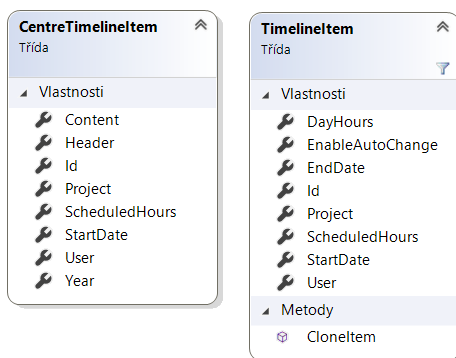 CentreTimelineItem
Třída
Vlastnosti
Content
Header
Id
Project
ScheduledHours
StartDate
User
Year
TimelineItem
Třída
Vlastnosti
DayHours
EnableAutoChange
EndDate
Id
Project
ScheduledHours
StartDate
User
Metody
CloneItem